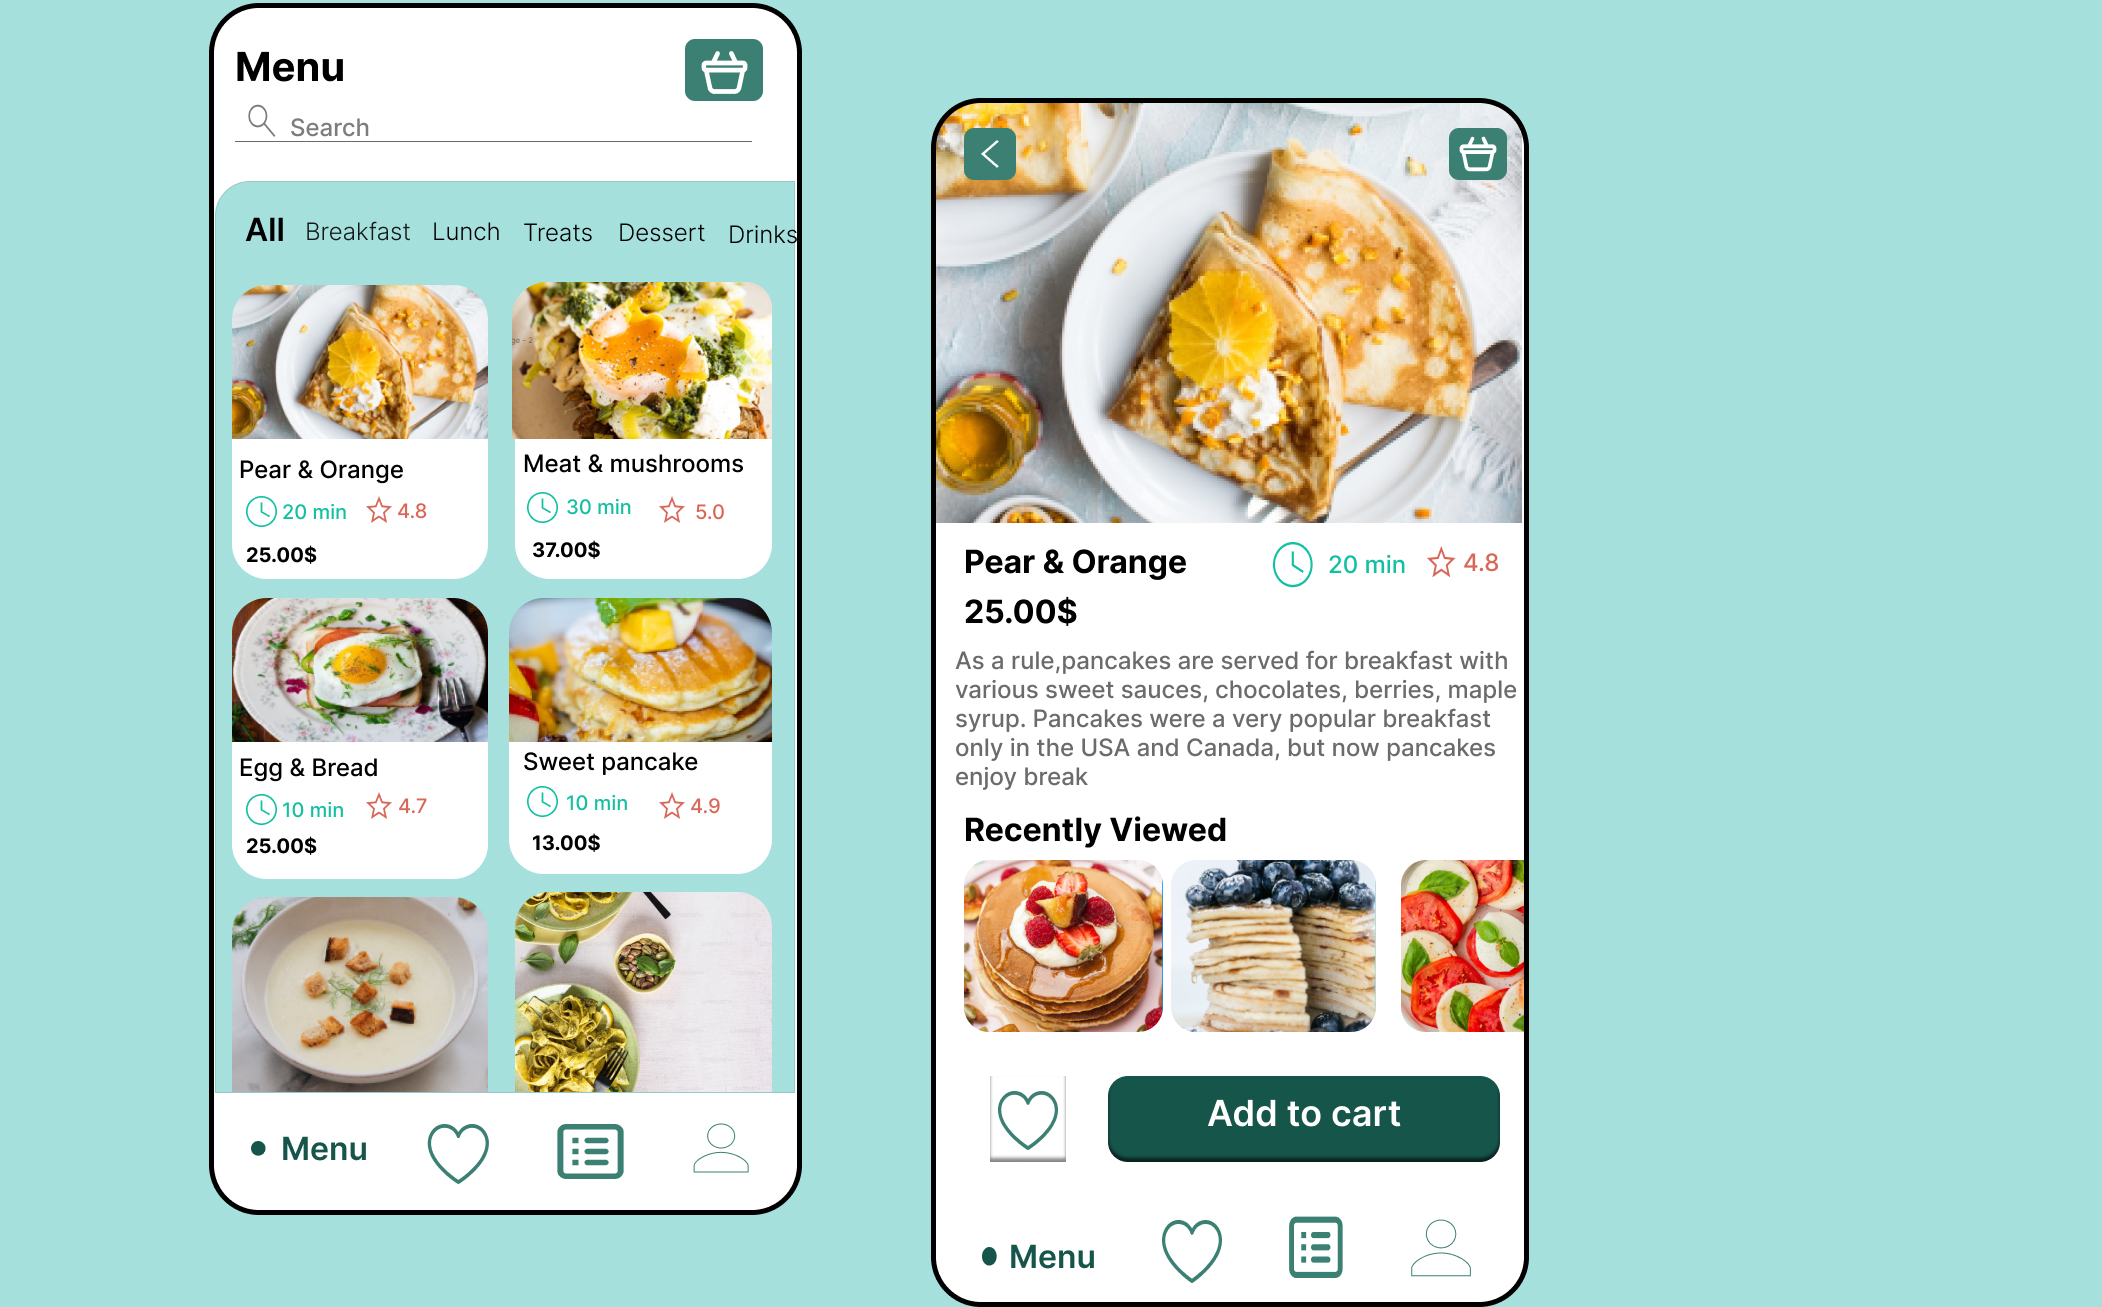 Menu
Search
All Breakfast Lunch Treats Dessert Drinks
Pear & Orange
20 min 4.8
25.00$
ge - 2
Meat & mushrooms
30 min 5.0
37.00$
Egg & Bread
10 min 4.7
25.00$
Sweet pancake
10 min 4.9
13.00$
Menu
Pear & Orange 20 min 4.8
25.00$
As a rule,pancakes are served for breakfast with
various sweet sauces, chocolates, berries, maple
syrup. Pancakes were a very popular breakfast
only in the USA and Canada, but now pancakes
enjoy break
Recently Viewed
Add to cart
Menu